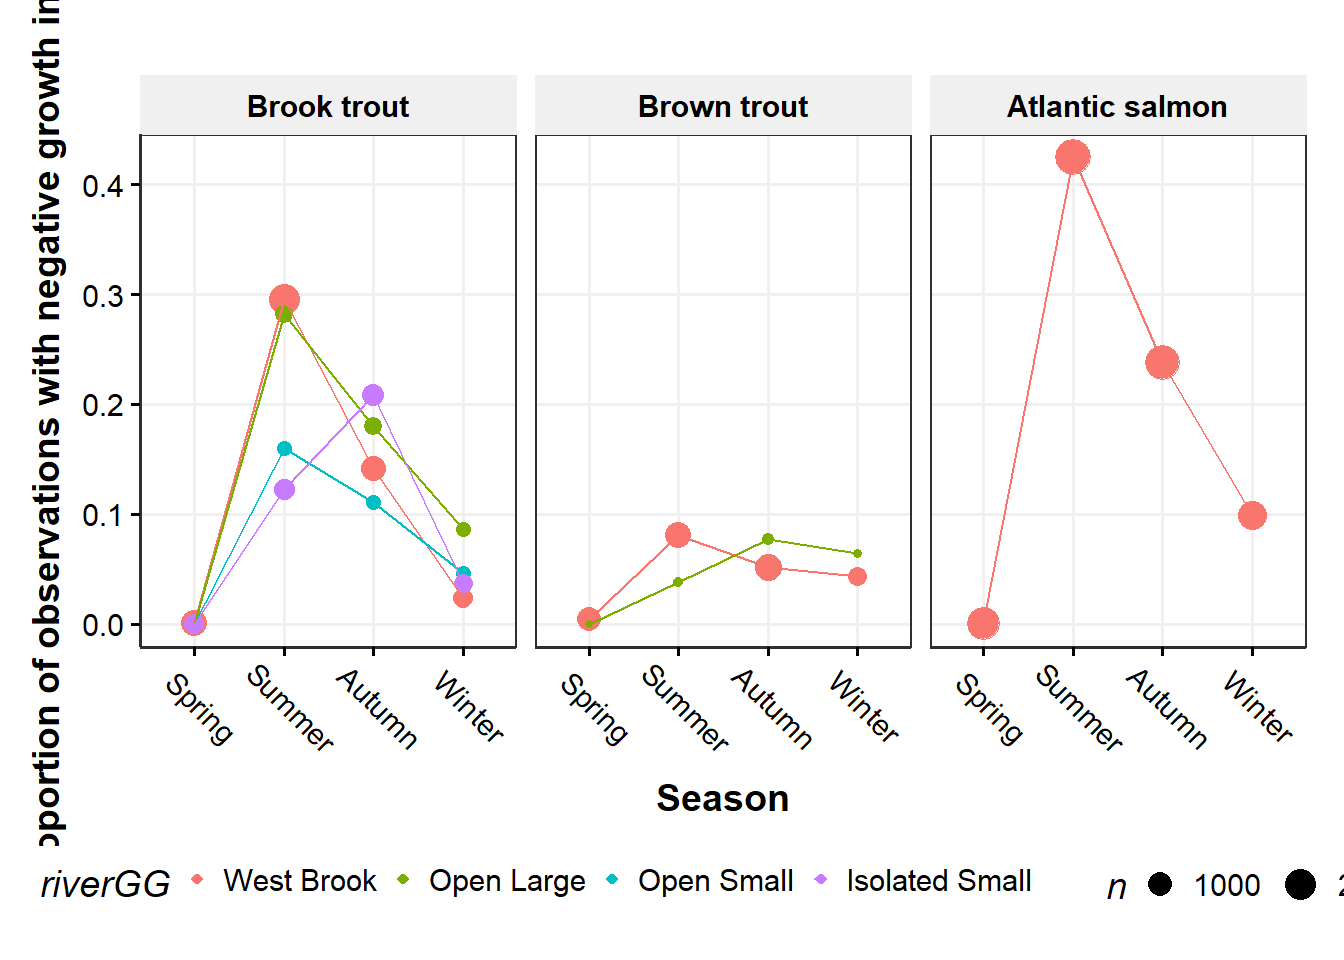 portion of observations with negative growth in
Brook trout
Brown trout
Atlantic salmon
0.4
0.3
0.2
0.1
0.0
Spring
Summer
Autumn
Winter
Spring
Summer
Autumn
Winter
Spring
Summer
Autumn
Winter
Season
riverGG West Brook Open Large Open Small Isolated Small n 1000